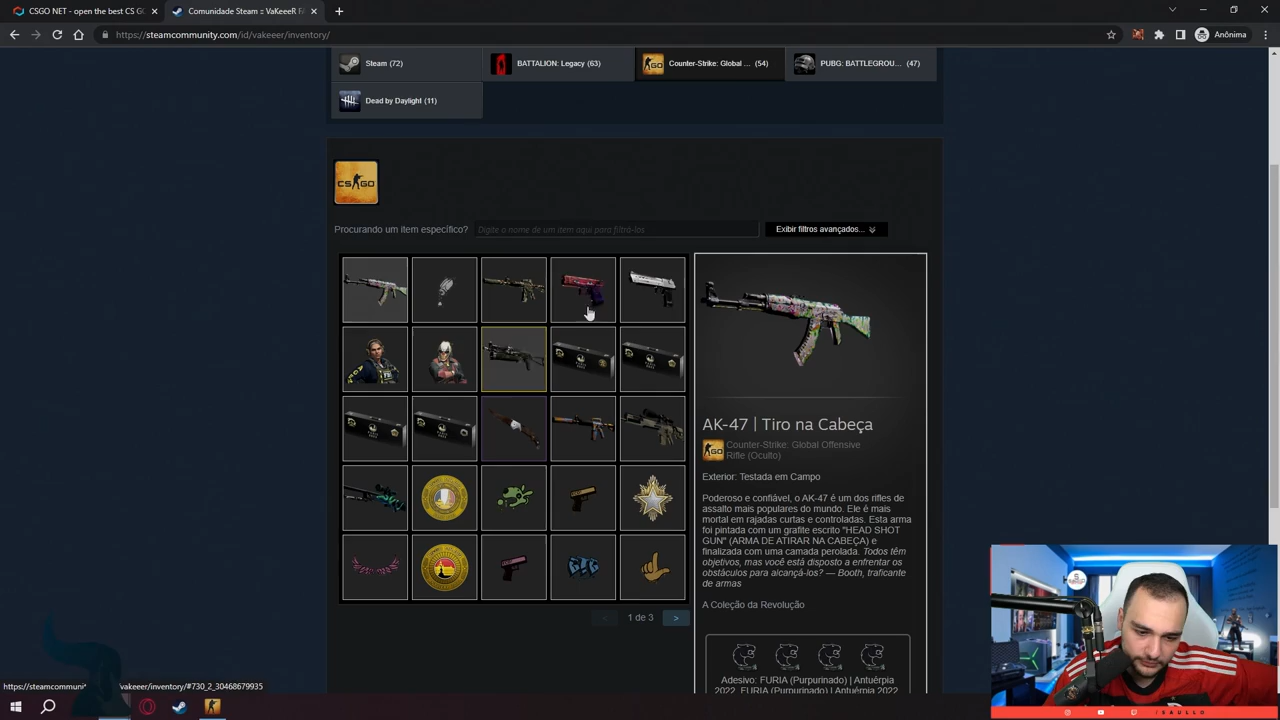 CSGO NET - open the best CS GO
Comunidade Steam :: VaKeeeR
https://steamcommunity.com/id/vakeeer/inventory/
Anônima
Steam (72)
BATTALION: Legacy (63)
Counter-Strike: Global ... (54)
PUBG: BATTLEGROU... (47)
Dead by Daylight (11)
CS GO
Procurando um item específico?
Digite o nome de um item aqui para filtrá-los
Exibir filtros avançados...
AK-47 | Tiro na Cabeça
Counter-Strike: Global Offensive
Rifle (Oculto)
Exterior: Testada em Campo
Poderoso e confiável, o AK-47 é um dos rifles de
assalto mais populares do mundo. Ele é mais
mortal em rajadas curtas e controladas. Esta arma
foi pintada com um grafite escrito "HEAD SHOT
GUN" (ARMA DE ATIRAR NA CABEÇA) e
finalizada com uma camada perolada. Todos têm
objetivos, mas você está disposto a enfrentar os
obstáculos para alcançá-los? — Booth, traficante
de armas
A Coleção da Revolução
Adesivo: FURIA (Purpurinado) | Antuérpia
2022, FURIA (Purpurinado) | Antuérpia 2022
< 1 de 3 >
https://steamcommunity.com/id/vakeeer/inventory/#730_2_30468679935
/SAULLO